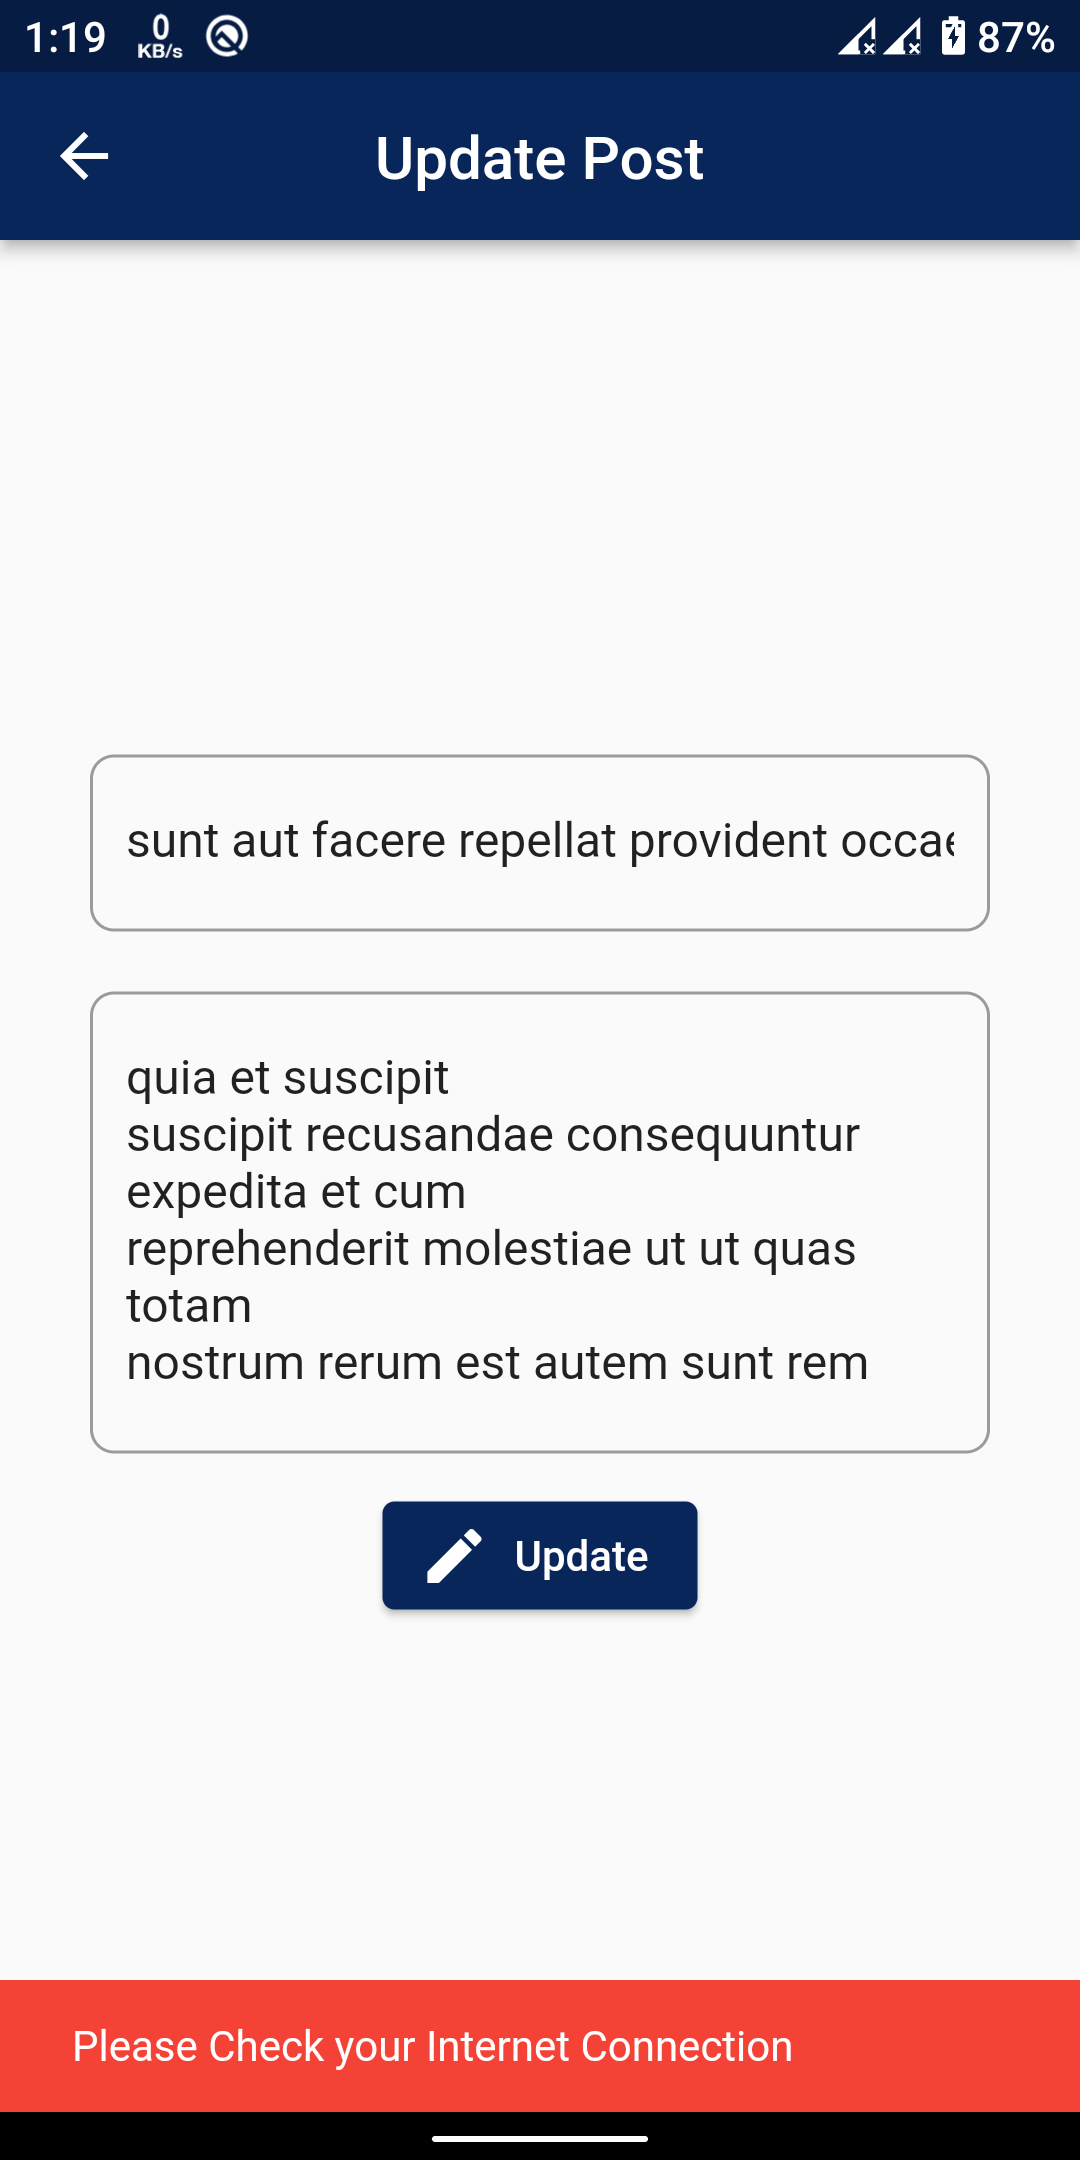 1:19 0 KB/s 87%
Update Post
sunt aut facere repellat provident occae
quia et suscipit
suscipit recusandae consequuntur
expedita et cum
reprehenderit molestiae ut ut quas
totam
nostrum rerum est autem sunt rem
Update
Please Check your Internet Connection